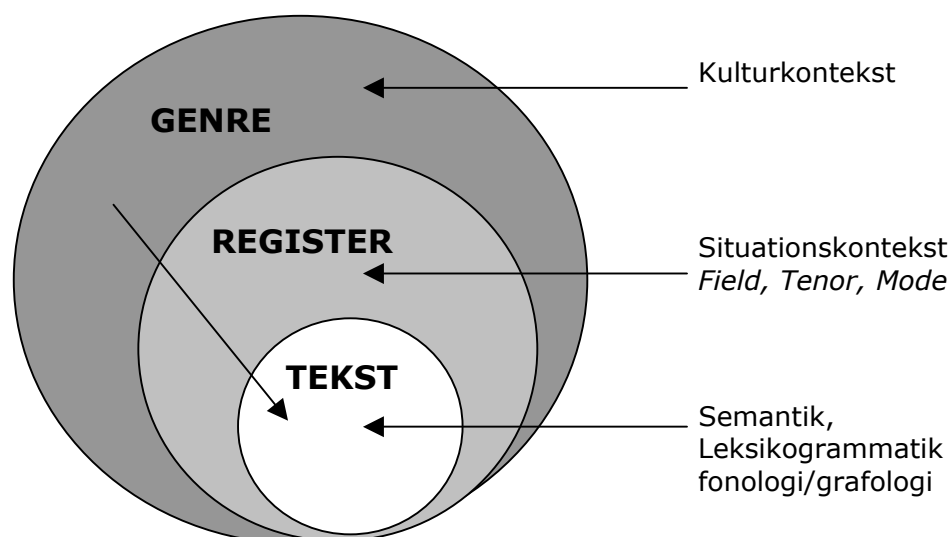 Kulturkontekst
GENRE
REGISTER
Situationskontekst
Field, Tenor, Mode
TEKST
Semantik,
Leksikogrammatik
fonologi/grafologi